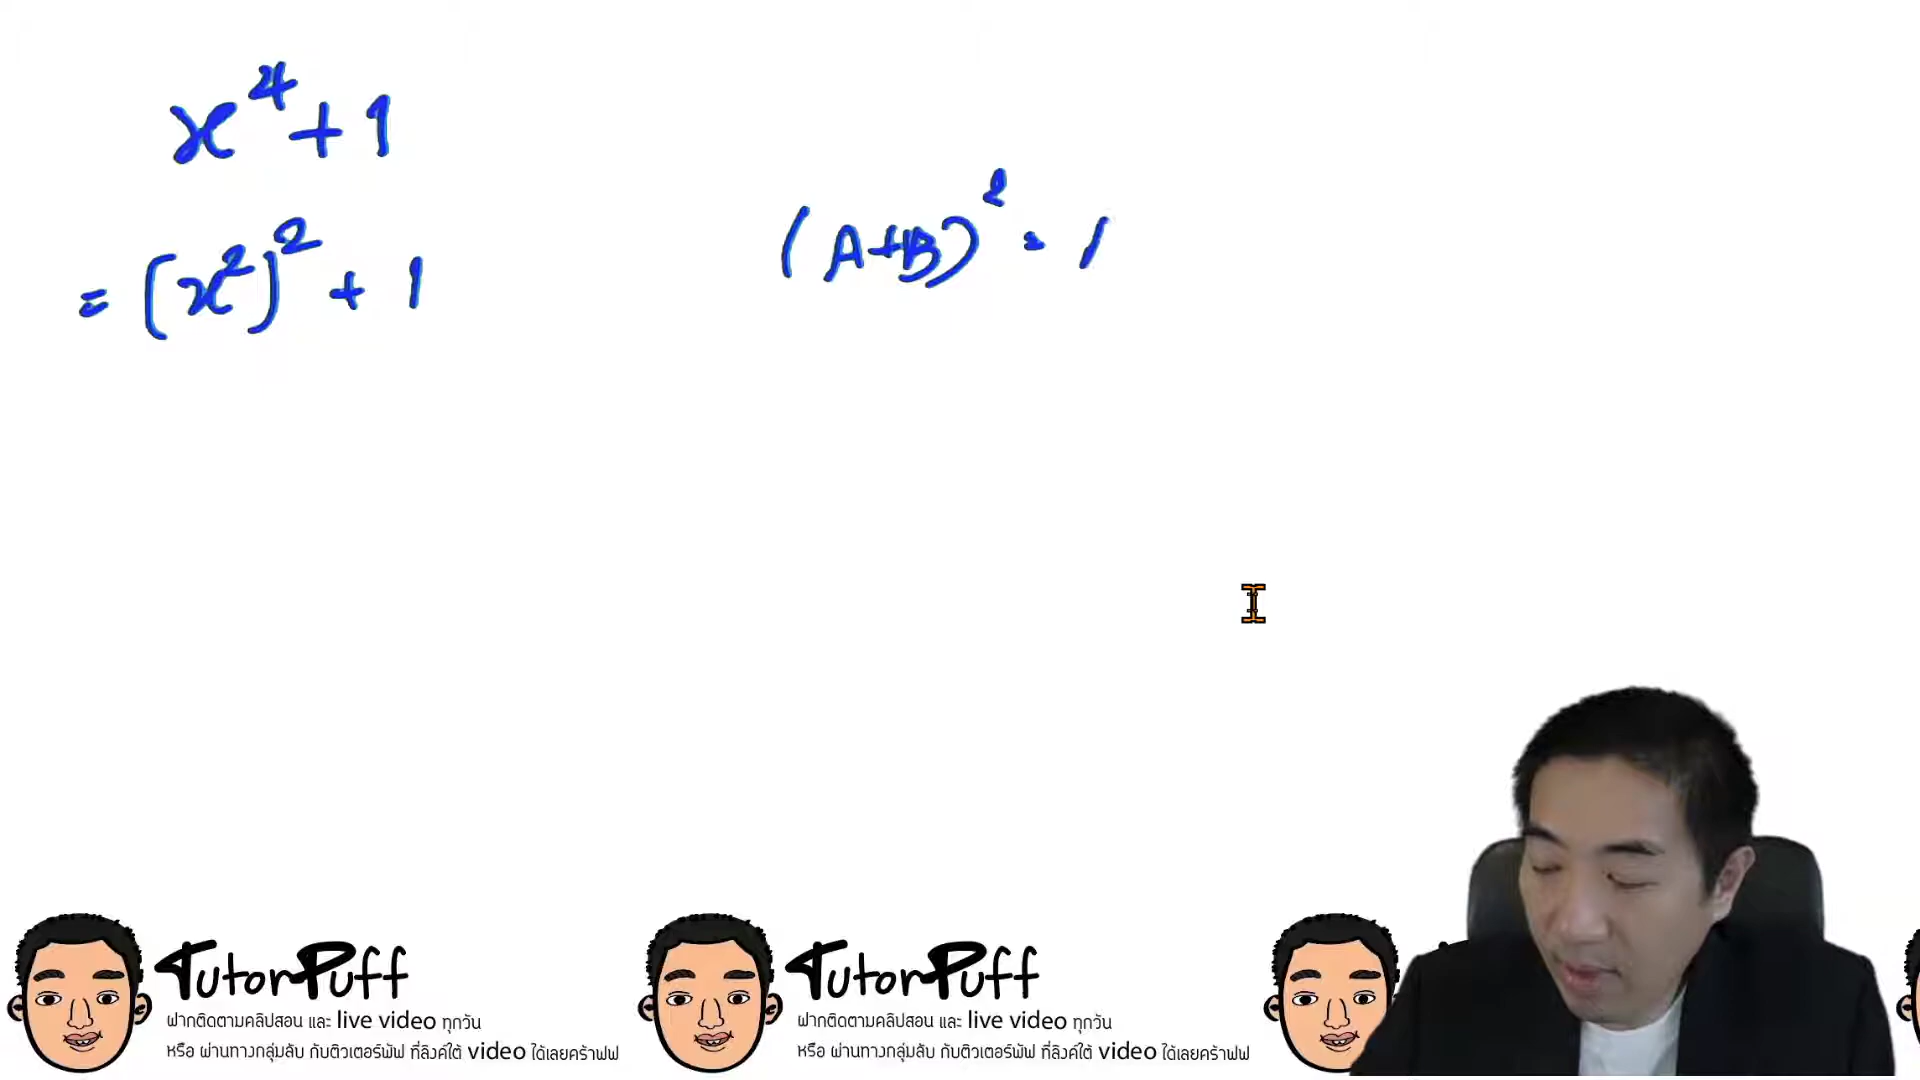 x⁴ + 1
= (x²)² + 1
(A+B)² = 1
TutorPuff
ฝากติดตามคลิปสอน และ live video ทุกวัน
หรือ ผ่านทางกลุ่มลับ กับติวเตอร์พัฟ ที่ลิงค์ใต้ video ได้เลยคร้าฟฟ
TutorPuff
ฝากติดตามคลิปสอน และ live video ทุกวัน
หรือ ผ่านทางกลุ่มลับ กับติวเตอร์พัฟ ที่ลิงค์ใต้ video ได้เลยคร้าฟฟ